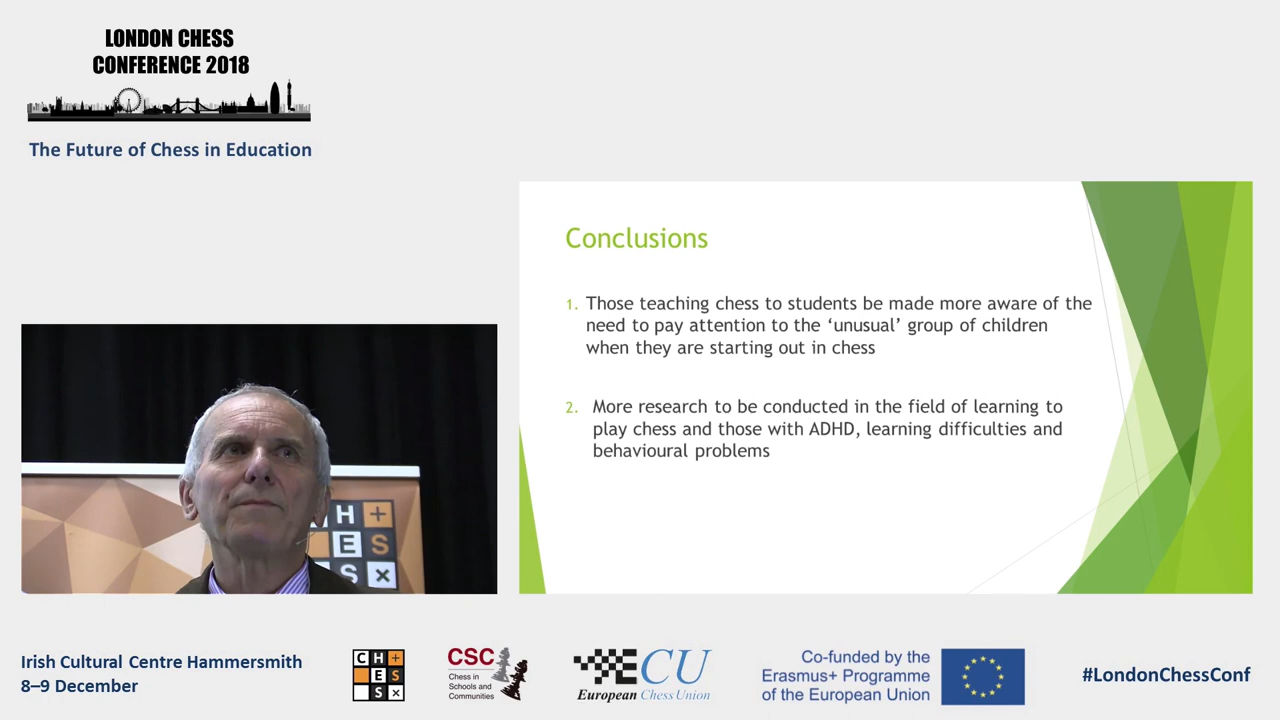 LONDON CHESS
CONFERENCE 2018
The Future of Chess in Education
Conclusions
1. Those teaching chess to students be made more aware of the
need to pay attention to the ‘unusual’ group of children
when they are starting out in chess
2. More research to be conducted in the field of learning to
play chess and those with ADHD, learning difficulties and
behavioural problems
H +
E S
S x
Irish Cultural Centre Hammersmith
8–9 December
C H +
E S
S x
CSC
Chess in
Schools and
Communities
ECU
European Chess Union
Co-funded by the
Erasmus+ Programme
of the European Union
#LondonChessConf